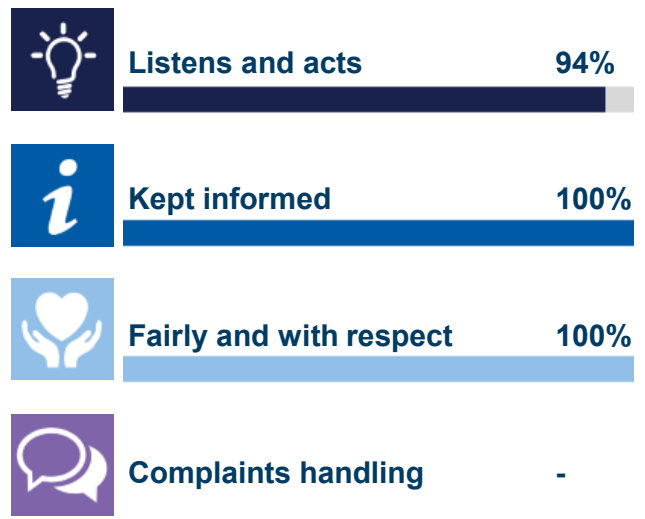 Listens and acts 94%
Kept informed 100%
Fairly and with respect 100%
Complaints handling -